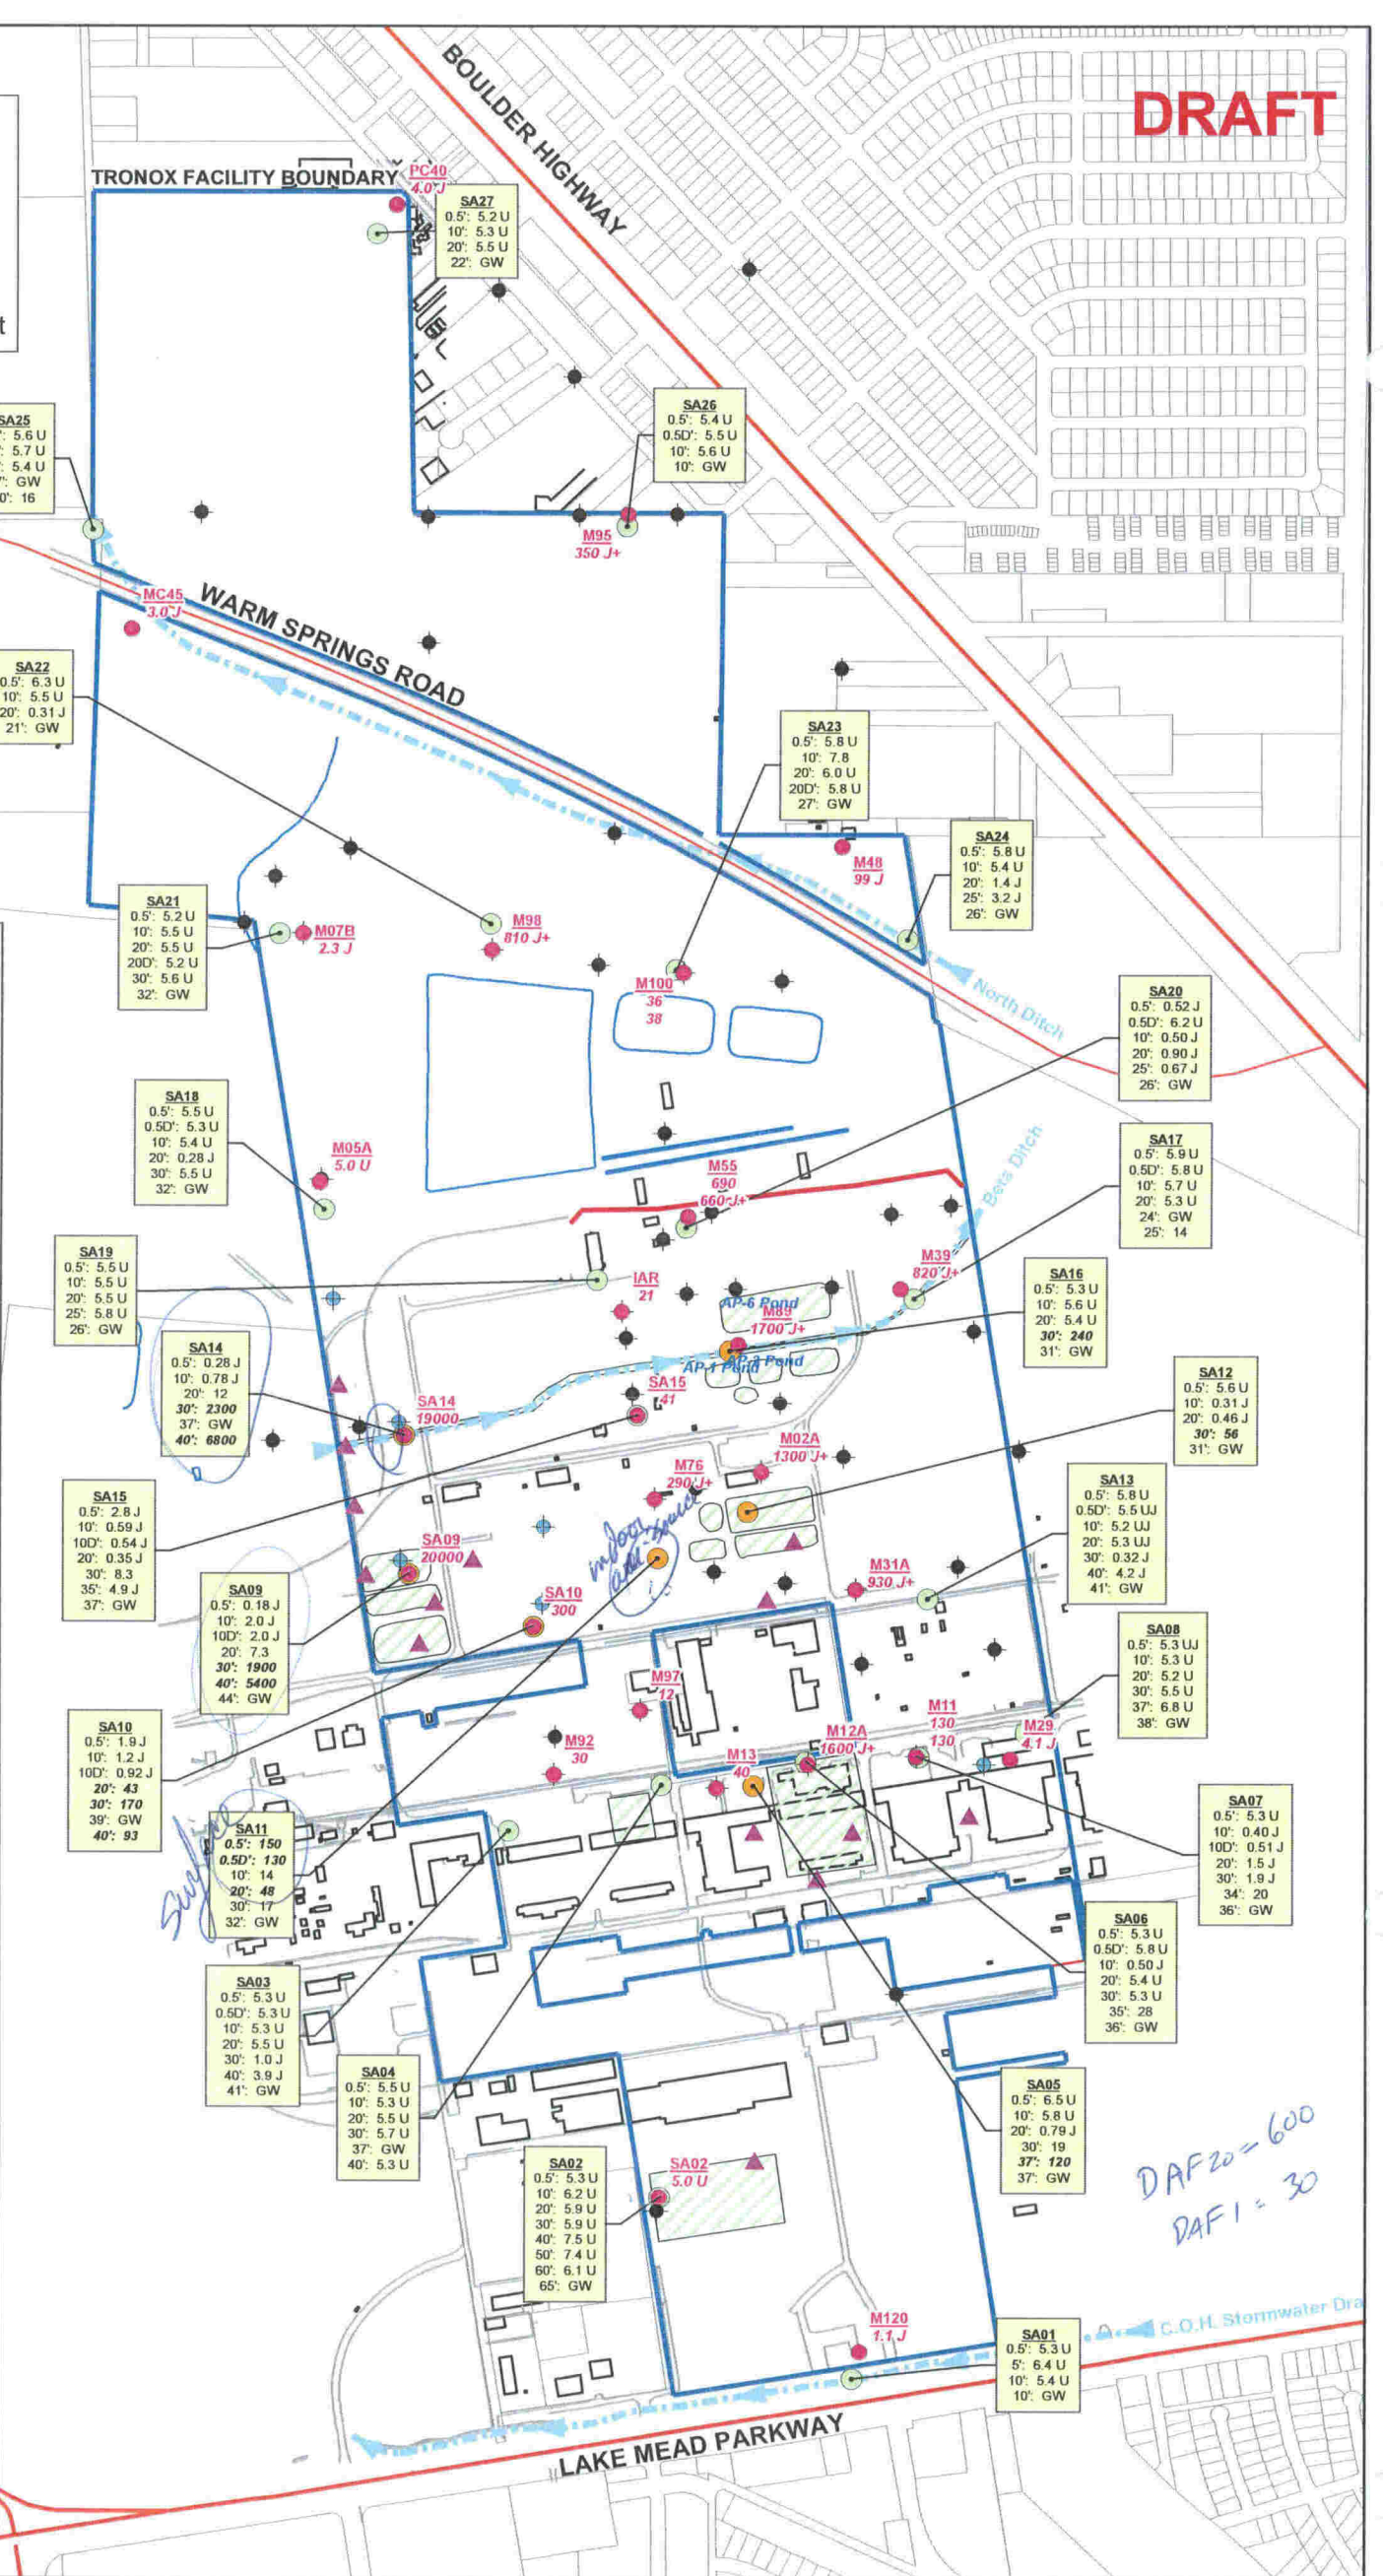 DRAFT
BOULDER HIGHWAY
TRONOX FACILITY BOUNDARY
PC40
4.0 J
SA27
0.5': 5.2 U
10': 5.3 U
20': 5.5 U
22': GW
t
SA26
0.5': 5.4 U
0.5D': 5.5 U
10': 5.6 U
10': GW
SA25
': 5.6 U
': 5.7 U
': 5.4 U
': GW
0': 16
M95
350 J+
MC45
3.0 J
WARM SPRINGS ROAD
SA22
0.5': 6.3 U
10': 5.5 U
20': 0.31 J
21': GW
SA23
0.5': 5.8 U
10': 7.8
20': 6.0 U
20D': 5.8 U
27': GW
M48
99 J
SA24
0.5': 5.8 U
10': 5.4 U
20': 1.4 J
25': 3.2 J
26': GW
SA21
0.5': 5.2 U
10': 5.5 U
20': 5.5 U
20D': 5.2 U
30': 5.6 U
32': GW
M07B
2.3 J
M98
810 J+
M100
36
38
North Ditch
SA20
0.5': 0.52 J
0.5D': 6.2 U
10': 0.50 J
20': 0.90 J
25': 0.67 J
26': GW
SA18
0.5': 5.5 U
0.5D': 5.3 U
10': 5.4 U
20': 0.28 J
30': 5.5 U
32': GW
M05A
5.0 U
M55
690
660 J+
Beta Ditch
SA17
0.5': 5.9 U
0.5D': 5.8 U
10': 5.7 U
20': 5.3 U
24': GW
25': 14
SA19
0.5': 5.5 U
10': 5.5 U
20': 5.5 U
25': 5.8 U
26': GW
IAR
21
M39
820 J+
SA16
0.5': 5.3 U
10': 5.6 U
20': 5.4 U
30': 240
31': GW
AP-6 Pond
M89
1700 J+
AP-1 Pond
AP-2 Pond
SA14
0.5': 0.28 J
10': 0.78 J
20': 12
30': 2300
37': GW
40': 6800
SA14
19000
SA15
41
SA12
0.5': 5.6 U
10': 0.31 J
20': 0.46 J
30': 56
31': GW
M02A
1300 J+
M76
290 J+
SA15
0.5': 2.8 J
10': 0.59 J
10D': 0.54 J
20': 0.35 J
30': 8.3
35': 4.9 J
37': GW
SA13
0.5': 5.8 U
0.5D': 5.5 UJ
10': 5.2 UJ
20': 5.3 UJ
30': 0.32 J
40': 4.2 J
41': GW
SA09
20000
indoor
SA10
300
M31A
930 J+
SA09
0.5': 0.18 J
10': 2.0 J
10D': 2.0 J
20': 7.3
30': 1900
40': 5400
44': GW
SA08
0.5': 5.3 UJ
10': 5.3 U
20': 5.2 U
30': 5.5 U
37': 6.8 U
38': GW
M97
12
SA10
0.5': 1.9 J
10': 1.2 J
10D': 0.92 J
20': 43
30': 170
39': GW
40': 93
M92
30
M13
40
M12A
1600 J+
M11
130
130
M29
4.1 J
Surface
SA11
0.5': 150
0.5D': 130
10': 14
20': 48
30': 17
32': GW
SA07
0.5': 5.3 U
10': 0.40 J
10D': 0.51 J
20': 1.5 J
30': 1.9 J
34': 20
36': GW
SA06
0.5': 5.3 U
0.5D': 5.8 U
10': 0.50 J
20': 5.4 U
30': 5.3 U
35': 28
36': GW
SA03
0.5': 5.3 U
0.5D': 5.3 U
10': 5.3 U
20': 5.5 U
30': 1.0 J
40': 3.9 J
41': GW
SA04
0.5': 5.5 U
10': 5.3 U
20': 5.5 U
30': 5.7 U
37': GW
40': 5.3 U
SA05
0.5': 6.5 U
10': 5.8 U
20': 0.79 J
30': 19
37': 120
37': GW
DAF 20 = 600
DAF 1 = 30
SA02
0.5': 5.3 U
10': 6.2 U
20': 5.9 U
30': 5.9 U
40': 7.5 U
50': 7.4 U
60': 6.1 U
65': GW
SA02
5.0 U
M120
1.1 J
SA01
0.5': 5.3 U
5': 6.4 U
10': 5.4 U
10': GW
C.O.H. Stormwater Dra
LAKE MEAD PARKWAY